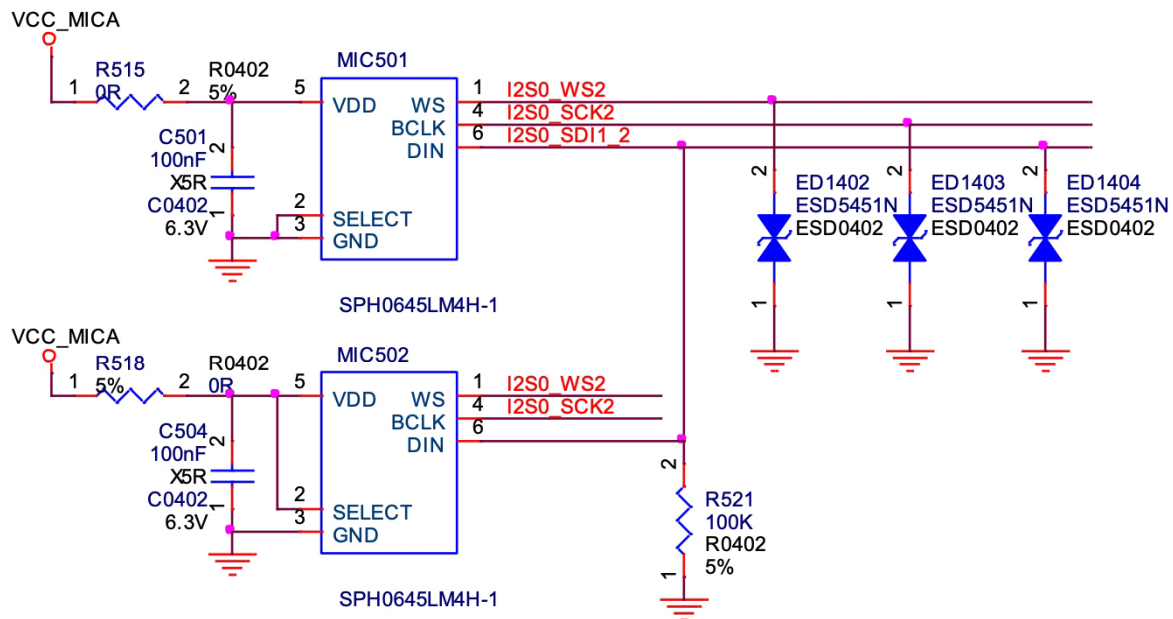 VCC_MICA
R515
0R
1
2
R0402
5%
C501
100nF
X5R
C0402
6.3V
2
1
MIC501
5
VDD
WS
1
I2S0_WS2
BCLK
4
I2S0_SCK2
DIN
6
I2S0_SDI1_2
2
SELECT
3
GND
SPH0645LM4H-1
2
1
ED1402
ESD5451N
ESD0402
2
1
ED1403
ESD5451N
ESD0402
2
1
ED1404
ESD5451N
ESD0402
VCC_MICA
R518
5%
1
2
R0402
0R
C504
100nF
X5R
C0402
6.3V
2
1
MIC502
5
VDD
WS
1
I2S0_WS2
BCLK
4
I2S0_SCK2
DIN
6
2
SELECT
3
GND
SPH0645LM4H-1
2
1
R521
100K
R0402
5%